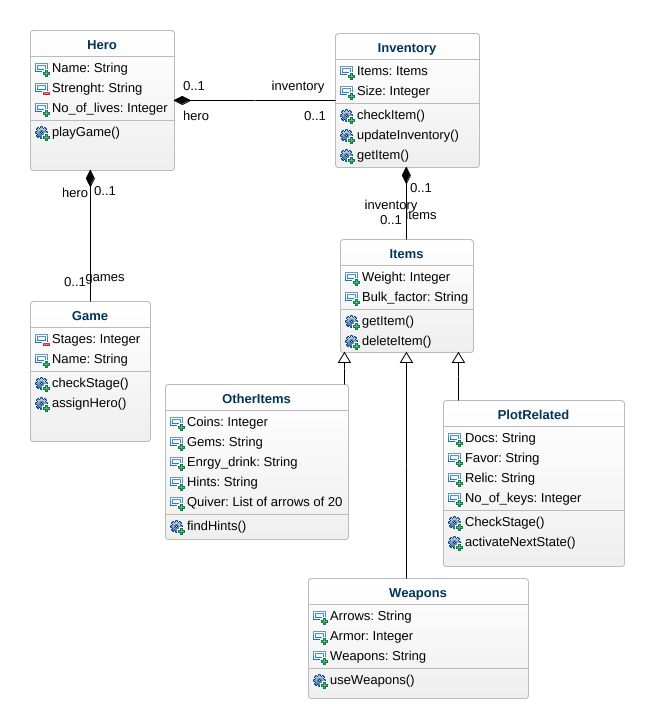 Hero
Name: String
Strenght: String
No_of_lives: Integer
playGame()
0..1
inventory
hero
0..1
Inventory
Items: Items
Size: Integer
checkItem()
updateInventory()
getItem()
hero
0..1
0..1
games
0..1
inventory
items
0..1
Items
Weight: Integer
Bulk_factor: String
getItem()
deleteItem()
Game
Stages: Integer
Name: String
checkStage()
assignHero()
OtherItems
Coins: Integer
Gems: String
Enrgy_drink: String
Hints: String
Quiver: List of arrows of 20
findHints()
PlotRelated
Docs: String
Favor: String
Relic: String
No_of_keys: Integer
CheckStage()
activateNextState()
Weapons
Arrows: String
Armor: Integer
Weapons: String
useWeapons()